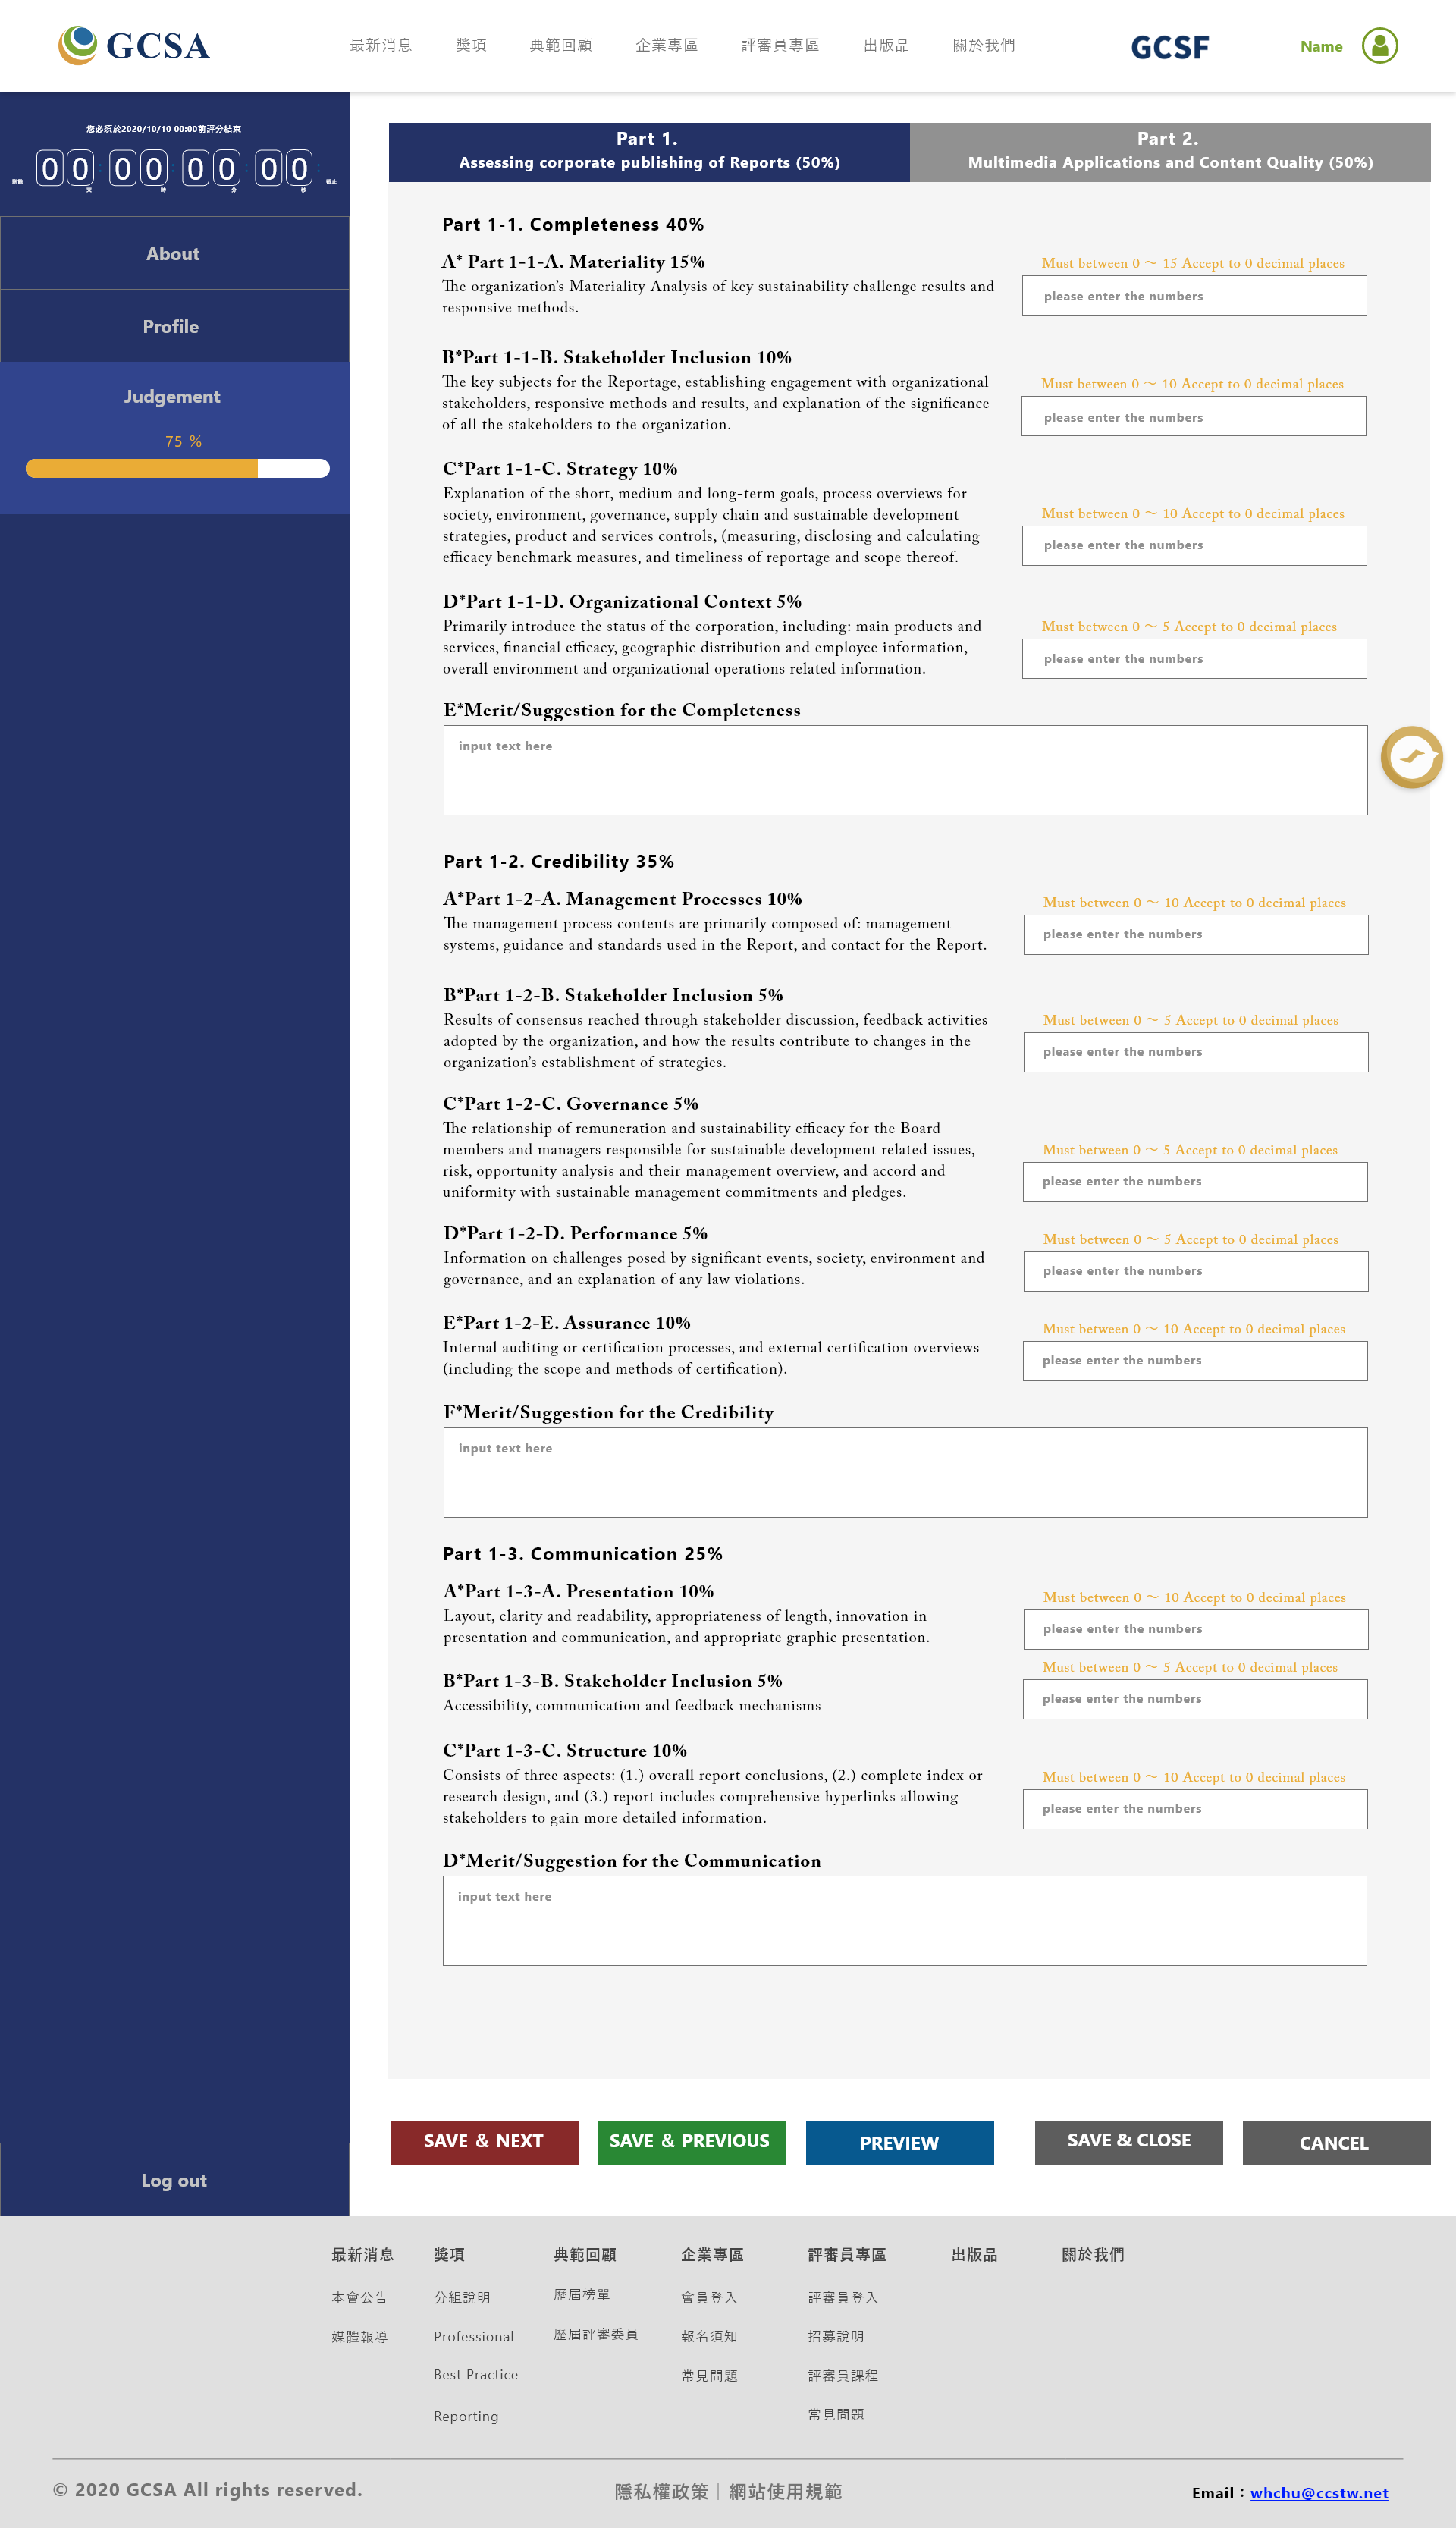 GCSA
最新消息 獎項 典範回顧 企業專區 評審員專區 出版品 關於我們
GCSF
Name
您必須於2020/10/10 00:00前評分結束
距離 00 天 : 00 時 : 00 分 : 00 秒 截止
About
Profile
Judgement
75 %
Log out
Part 1.
Assessing corporate publishing of Reports (50%)
Part 2.
Multimedia Applications and Content Quality (50%)
Part 1-1. Completeness 40%
A* Part 1-1-A. Materiality 15%
The organization’s Materiality Analysis of key sustainability challenge results and
responsive methods.
Must between 0 ～ 15 Accept to 0 decimal places
please enter the numbers
B*Part 1-1-B. Stakeholder Inclusion 10%
The key subjects for the Reportage, establishing engagement with organizational
stakeholders, responsive methods and results, and explanation of the significance
of all the stakeholders to the organization.
Must between 0 ～ 10 Accept to 0 decimal places
please enter the numbers
C*Part 1-1-C. Strategy 10%
Explanation of the short, medium and long-term goals, process overviews for
society, environment, governance, supply chain and sustainable development
strategies, product and services controls, (measuring, disclosing and calculating
efficacy benchmark measures, and timeliness of reportage and scope thereof.
Must between 0 ～ 10 Accept to 0 decimal places
please enter the numbers
D*Part 1-1-D. Organizational Context 5%
Primarily introduce the status of the corporation, including: main products and
services, financial efficacy, geographic distribution and employee information,
overall environment and organizational operations related information.
Must between 0 ～ 5 Accept to 0 decimal places
please enter the numbers
E*Merit/Suggestion for the Completeness
input text here
Part 1-2. Credibility 35%
A*Part 1-2-A. Management Processes 10%
The management process contents are primarily composed of: management
systems, guidance and standards used in the Report, and contact for the Report.
Must between 0 ～ 10 Accept to 0 decimal places
please enter the numbers
B*Part 1-2-B. Stakeholder Inclusion 5%
Results of consensus reached through stakeholder discussion, feedback activities
adopted by the organization, and how the results contribute to changes in the
organization’s establishment of strategies.
Must between 0 ～ 5 Accept to 0 decimal places
please enter the numbers
C*Part 1-2-C. Governance 5%
The relationship of remuneration and sustainability efficacy for the Board
members and managers responsible for sustainable development related issues,
risk, opportunity analysis and their management overview, and accord and
uniformity with sustainable management commitments and pledges.
Must between 0 ～ 5 Accept to 0 decimal places
please enter the numbers
D*Part 1-2-D. Performance 5%
Information on challenges posed by significant events, society, environment and
governance, and an explanation of any law violations.
Must between 0 ～ 5 Accept to 0 decimal places
please enter the numbers
E*Part 1-2-E. Assurance 10%
Internal auditing or certification processes, and external certification overviews
(including the scope and methods of certification).
Must between 0 ～ 10 Accept to 0 decimal places
please enter the numbers
F*Merit/Suggestion for the Credibility
input text here
Part 1-3. Communication 25%
A*Part 1-3-A. Presentation 10%
Layout, clarity and readability, appropriateness of length, innovation in
presentation and communication, and appropriate graphic presentation.
Must between 0 ～ 10 Accept to 0 decimal places
please enter the numbers
B*Part 1-3-B. Stakeholder Inclusion 5%
Accessibility, communication and feedback mechanisms
Must between 0 ～ 5 Accept to 0 decimal places
please enter the numbers
C*Part 1-3-C. Structure 10%
Consists of three aspects: (1.) overall report conclusions, (2.) complete index or
research design, and (3.) report includes comprehensive hyperlinks allowing
stakeholders to gain more detailed information.
Must between 0 ～ 10 Accept to 0 decimal places
please enter the numbers
D*Merit/Suggestion for the Communication
input text here
SAVE & NEXT
SAVE & PREVIOUS
PREVIEW
SAVE & CLOSE
CANCEL
最新消息
本會公告
媒體報導
獎項
分組說明
Professional
Best Practice
Reporting
典範回顧
歷屆榜單
歷屆評審委員
企業專區
會員登入
報名須知
常見問題
評審員專區
評審員登入
招募說明
評審員課程
常見問題
出版品
關於我們
© 2020 GCSA All rights reserved.
隱私權政策｜網站使用規範
Email：whchu@ccstw.net